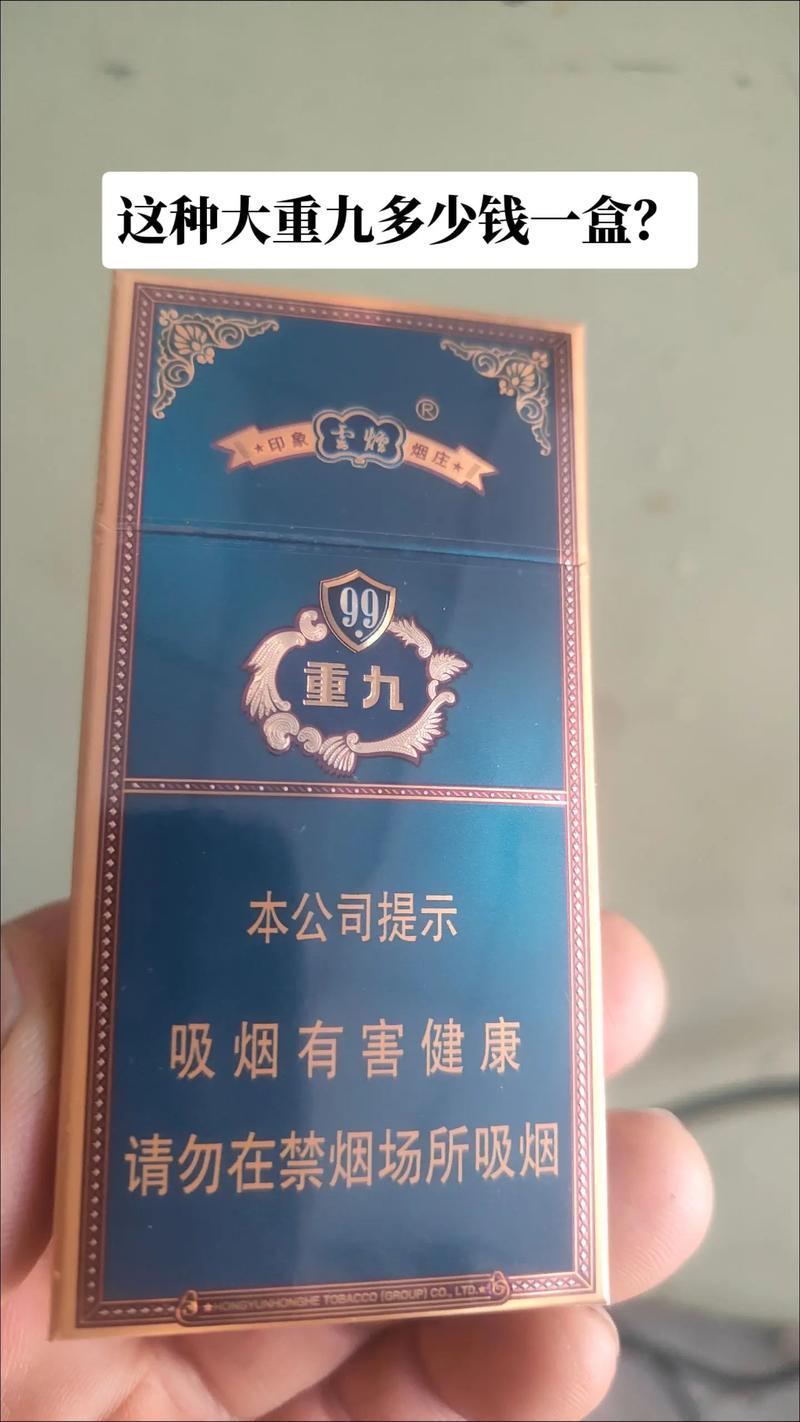 这种大重九多少钱一盒？
印象 雲煙 烟庄
®
99
重九
本公司提示
吸烟有害健康
请勿在禁烟场所吸烟
HONGYUNHONGHE TOBACCO (GROUP) CO., LTD.